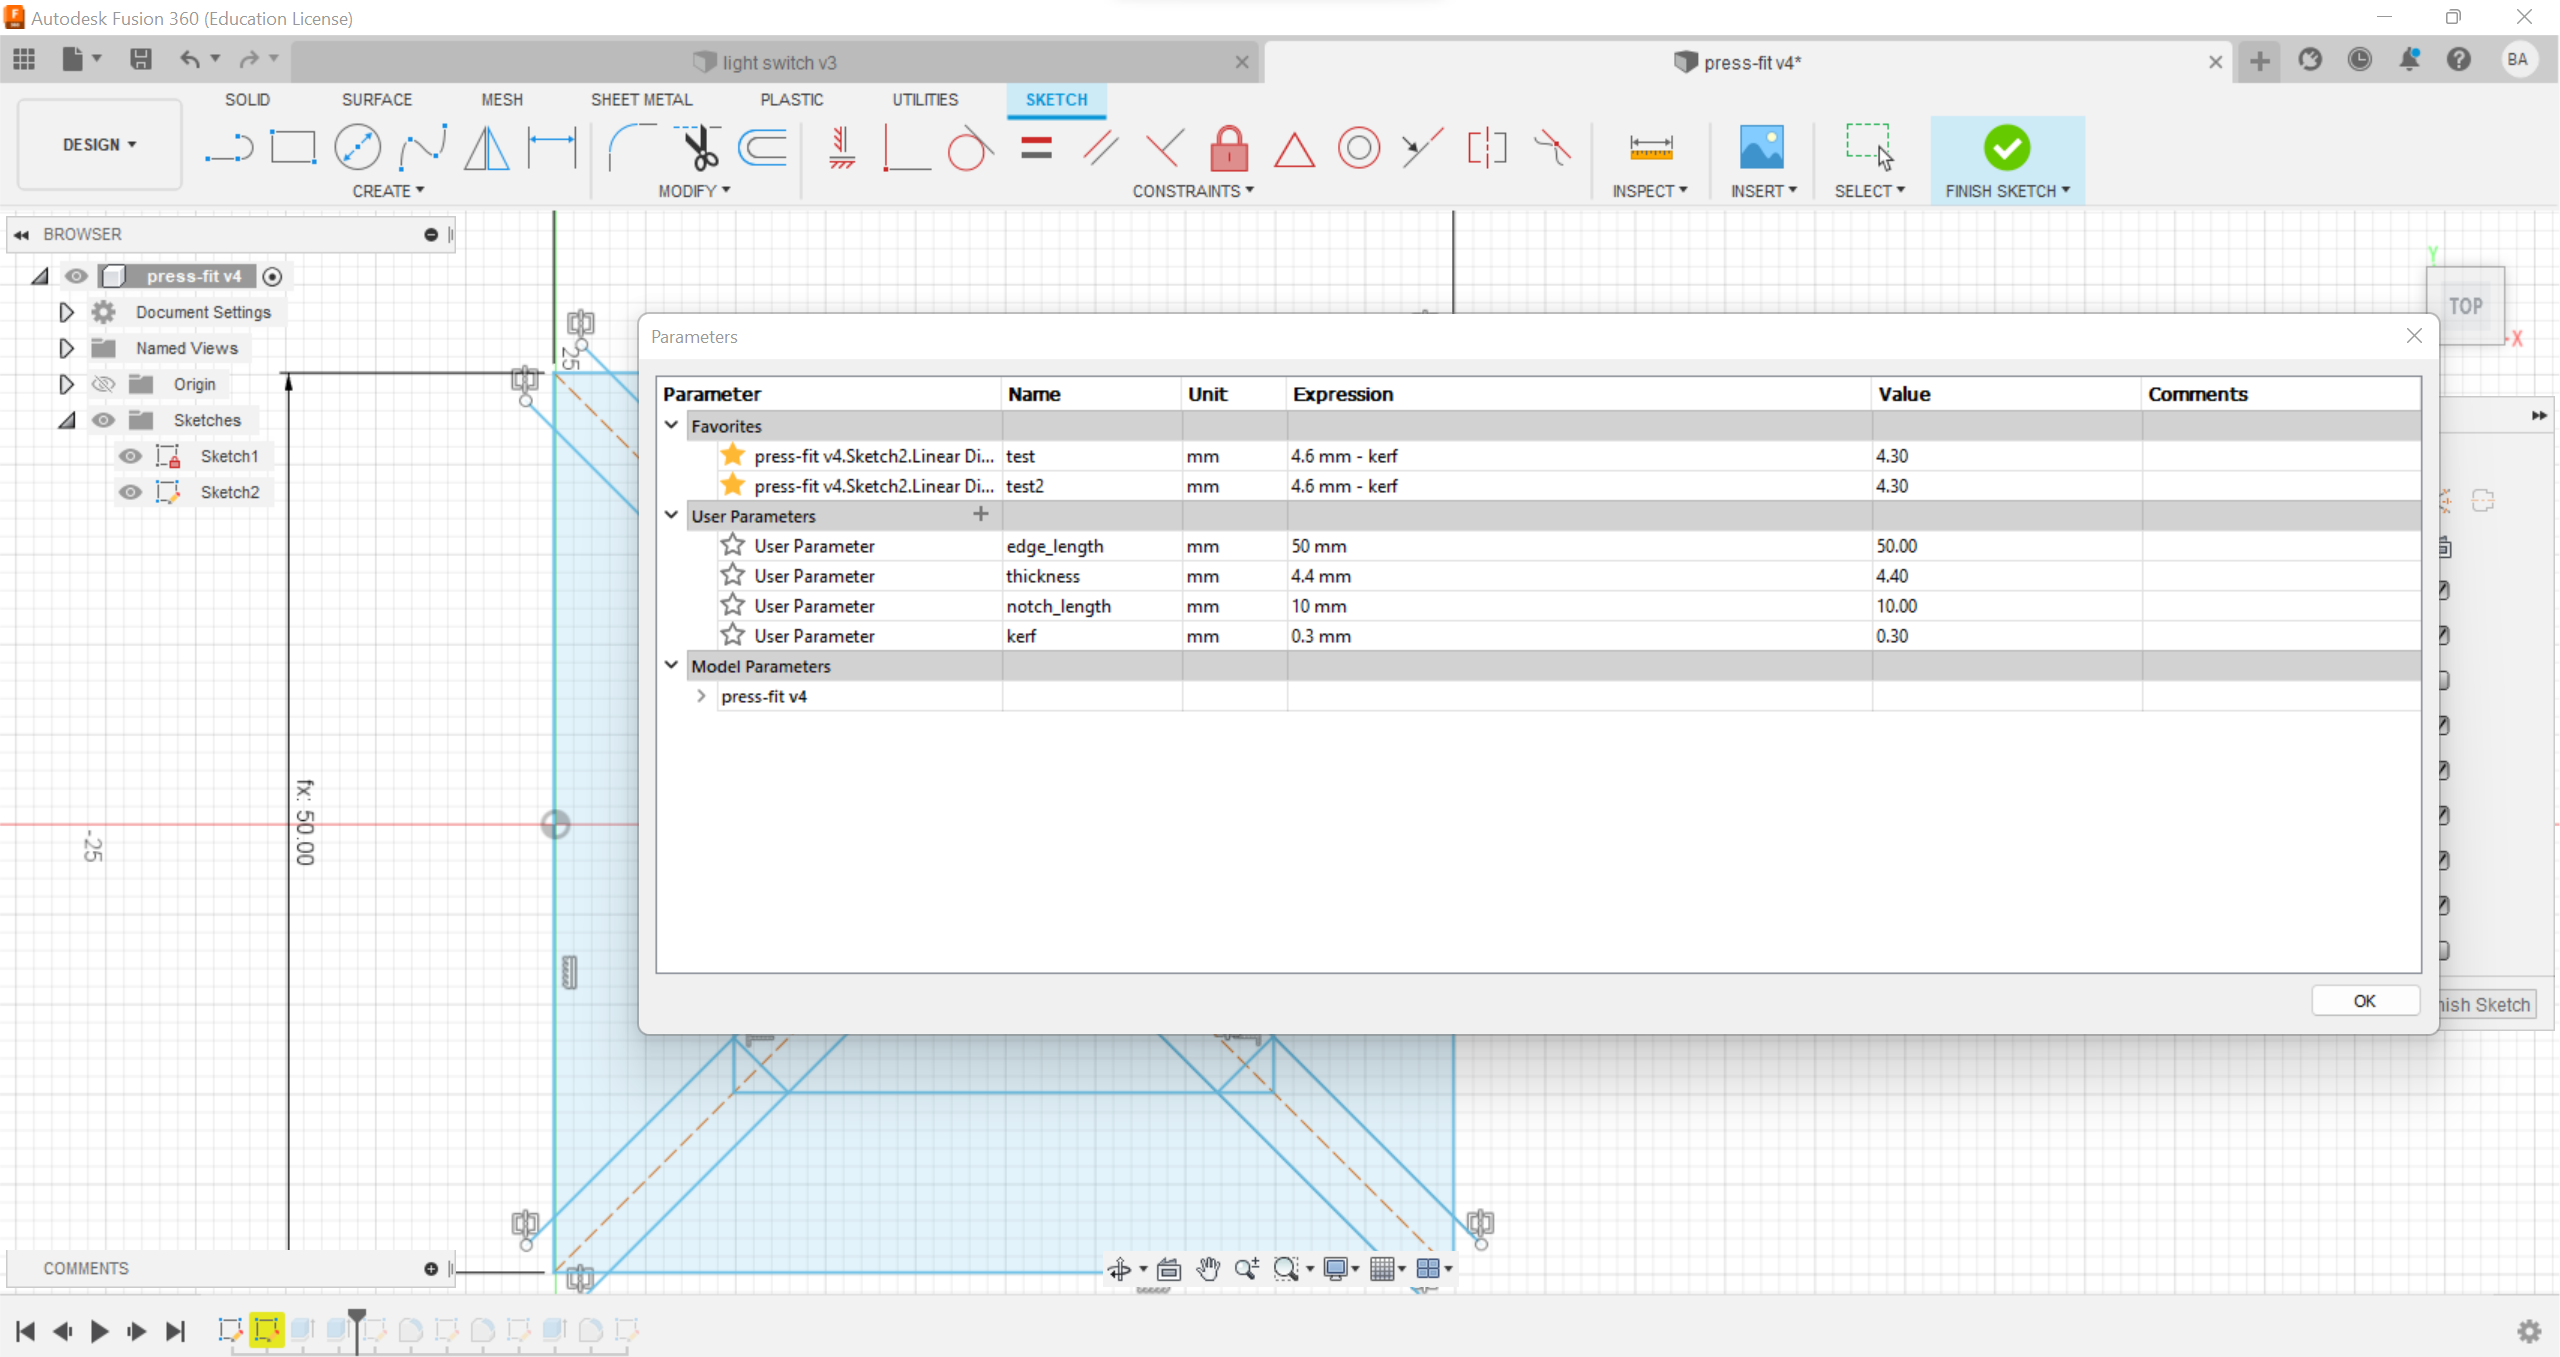 Autodesk Fusion 360 (Education License)
light switch v3
press-fit v4*
BA
DESIGN
SOLID
SURFACE
MESH
SHEET METAL
PLASTIC
UTILITIES
SKETCH
CREATE
MODIFY
CONSTRAINTS
INSPECT
INSERT
SELECT
FINISH SKETCH
BROWSER
press-fit v4
Document Settings
Named Views
Origin
Sketches
Sketch1
Sketch2
25
Y
TOP
X
Parameters
Parameter Name Unit Expression Value Comments
Favorites
press-fit v4.Sketch2.Linear Di... test mm 4.6 mm - kerf 4.30
press-fit v4.Sketch2.Linear Di... test2 mm 4.6 mm - kerf 4.30
User Parameters
User Parameter edge_length mm 50 mm 50.00
User Parameter thickness mm 4.4 mm 4.40
User Parameter notch_length mm 10 mm 10.00
User Parameter kerf mm 0.3 mm 0.30
Model Parameters
press-fit v4
fx: 50.00
-25
OK
nish Sketch
COMMENTS